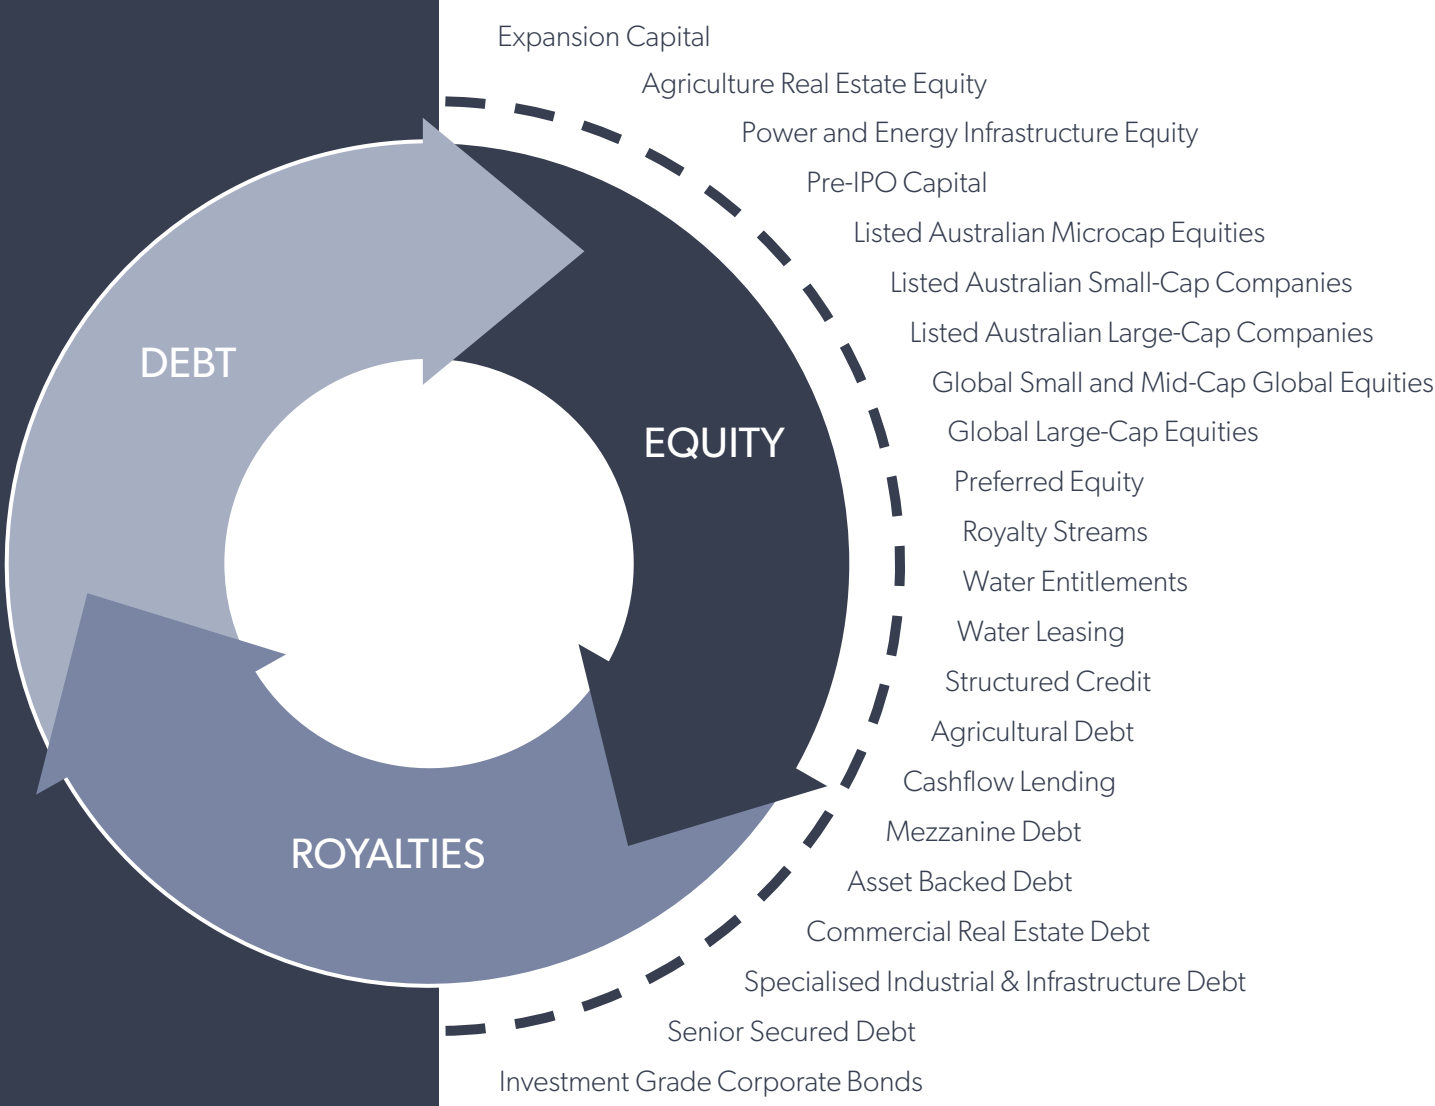 Expansion Capital
Agriculture Real Estate Equity
Power and Energy Infrastructure Equity
Pre-IPO Capital
Listed Australian Microcap Equities
Listed Australian Small-Cap Companies
Listed Australian Large-Cap Companies
Global Small and Mid-Cap Global Equities
Global Large-Cap Equities
Preferred Equity
Royalty Streams
Water Entitlements
Water Leasing
Structured Credit
Agricultural Debt
Cashflow Lending
Mezzanine Debt
Asset Backed Debt
Commercial Real Estate Debt
Specialised Industrial & Infrastructure Debt
Senior Secured Debt
Investment Grade Corporate Bonds
DEBT
EQUITY
ROYALTIES